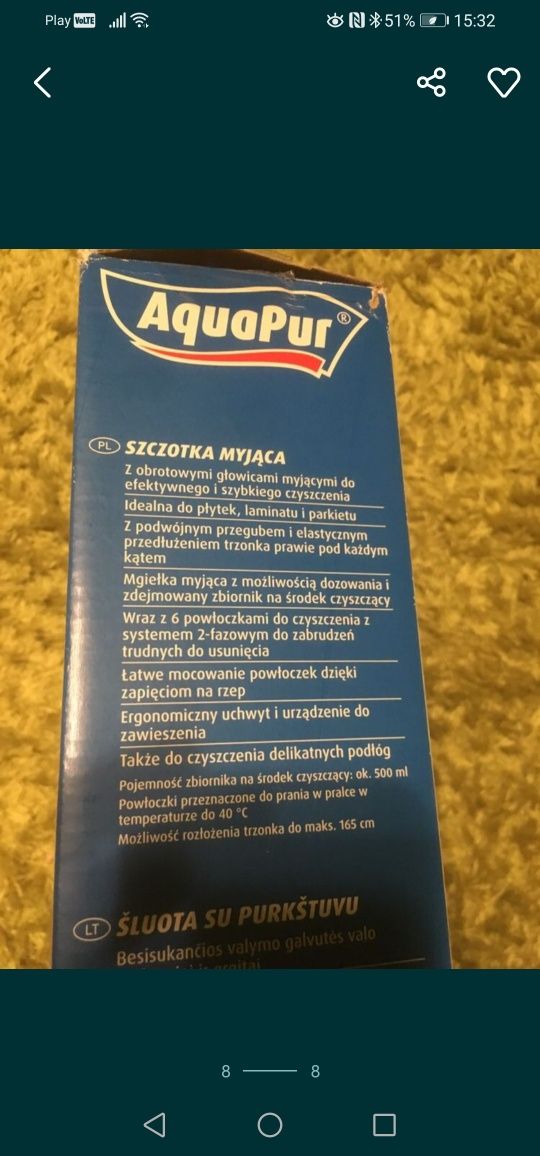 Play VoLTE 51% 15:32
AquaPur®
PL SZCZOTKA MYJĄCA
Z obrotowymi głowicami myjącymi do
efektywnego i szybkiego czyszczenia
Idealna do płytek, laminatu i parkietu
Z podwójnym przegubem i elastycznym
przedłużeniem trzonka prawie pod każdym
kątem
Mgiełka myjąca z możliwością dozowania i
zdejmowany zbiornik na środek czyszczący
Wraz z 6 powłoczkami do czyszczenia z
systemem 2-fazowym do zabrudzeń
trudnych do usunięcia
Łatwe mocowanie powłoczek dzięki
zapięciom na rzep
Ergonomiczny uchwyt i urządzenie do
zawieszenia
Także do czyszczenia delikatnych podłóg
Pojemność zbiornika na środek czyszczący: ok. 500 ml
Powłoczki przeznaczone do prania w pralce w
temperaturze do 40 °C
Możliwość rozłożenia trzonka do maks. 165 cm
LT ŠLUOTA SU PURKŠTUVU
Besisukančios valymo galvutės valo
8 8